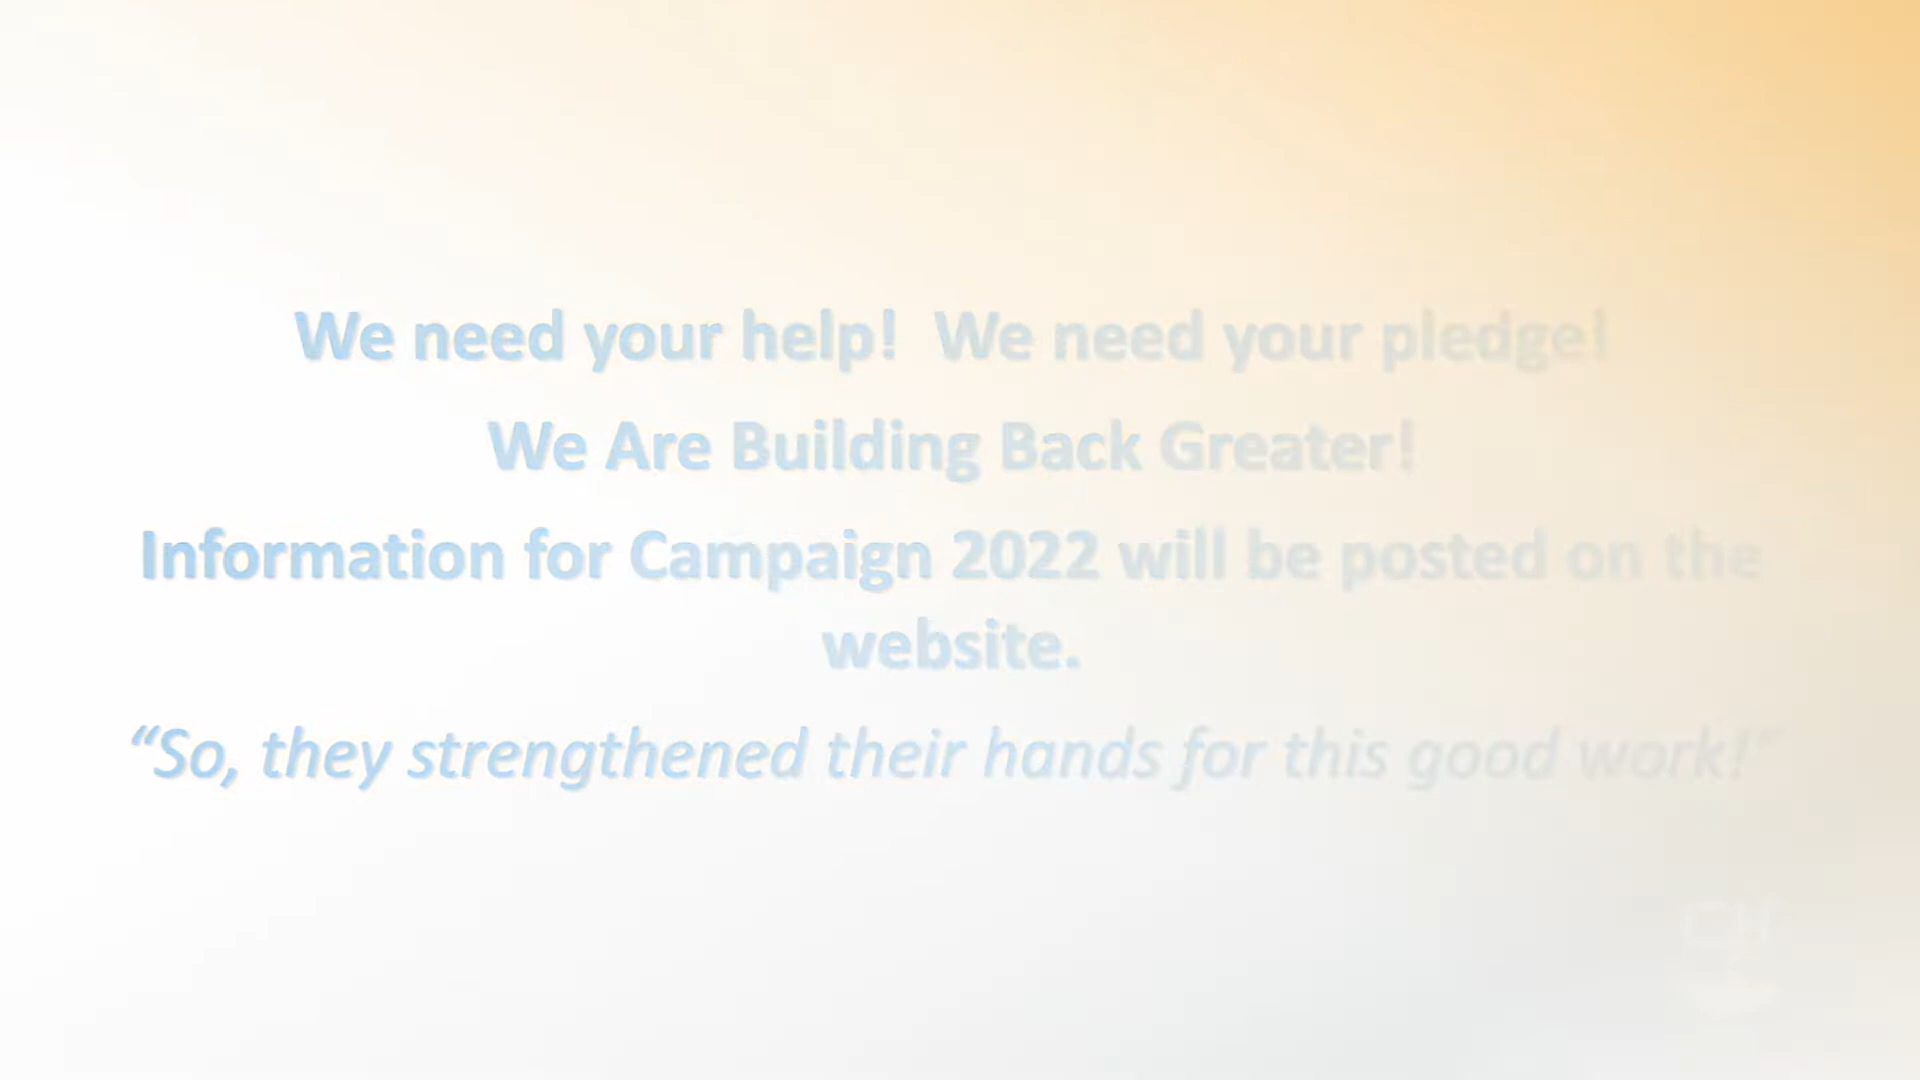 We need your help!  We need your pledge!
We Are Building Back Greater!
Information for Campaign 2022 will be posted on the
website.
“So, they strengthened their hands for this good work!”